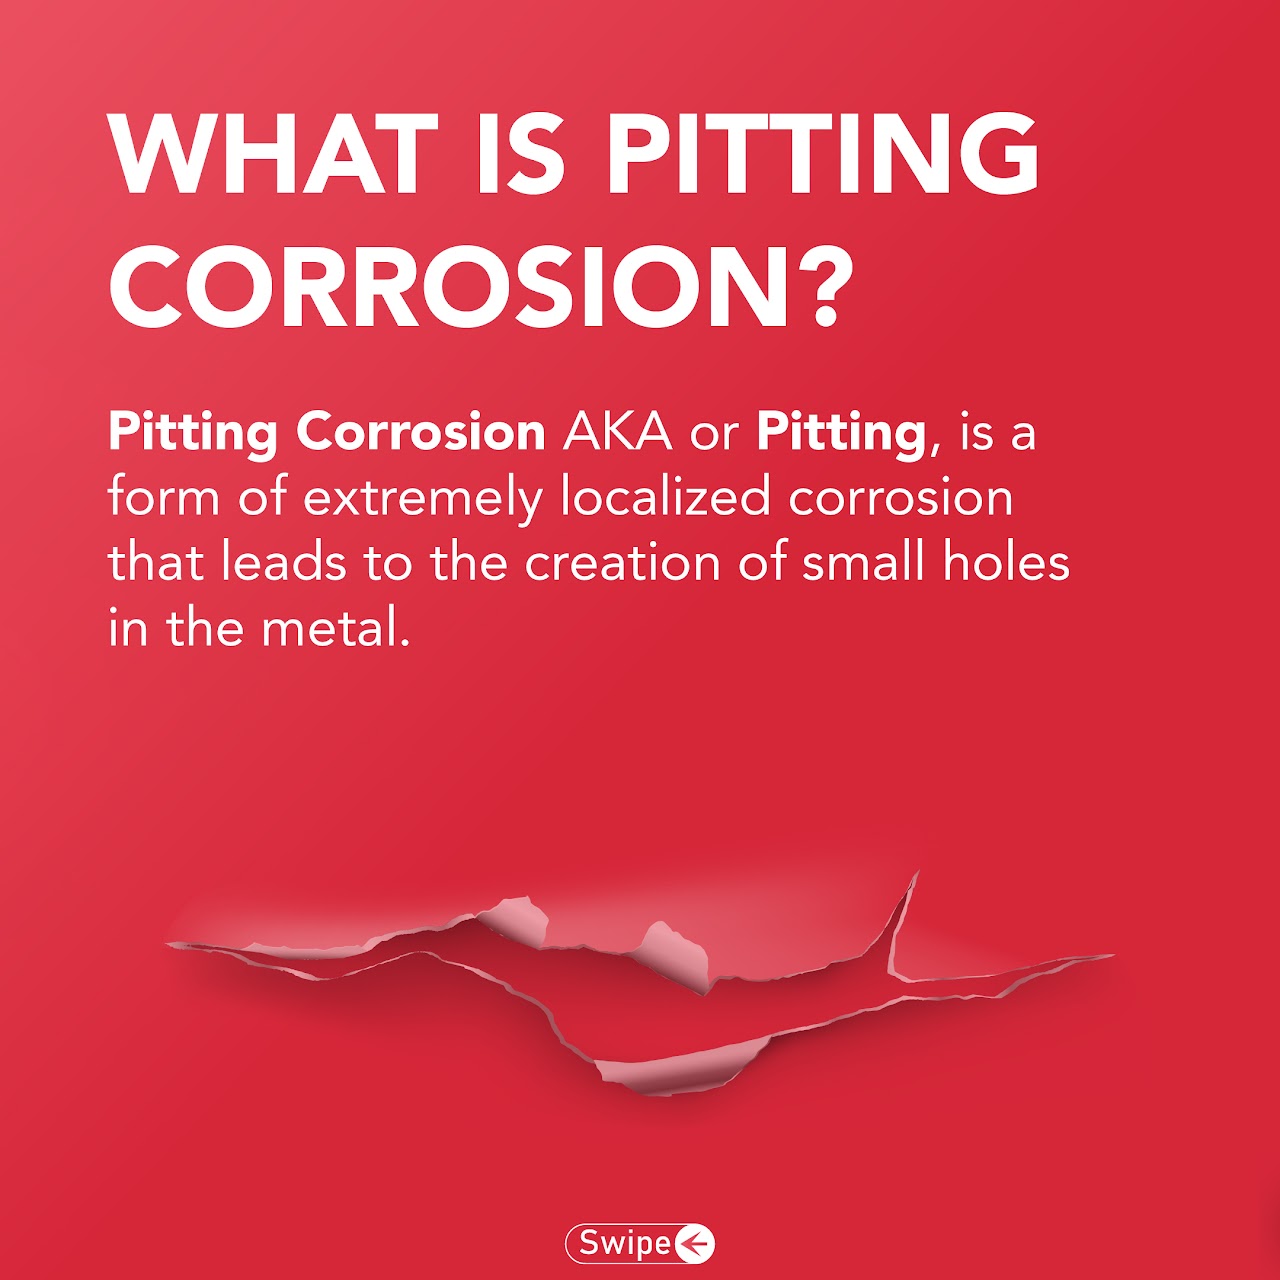 WHAT IS PITTING
CORROSION?
Pitting Corrosion AKA or Pitting, is a
form of extremely localized corrosion
that leads to the creation of small holes
in the metal.
Swipe